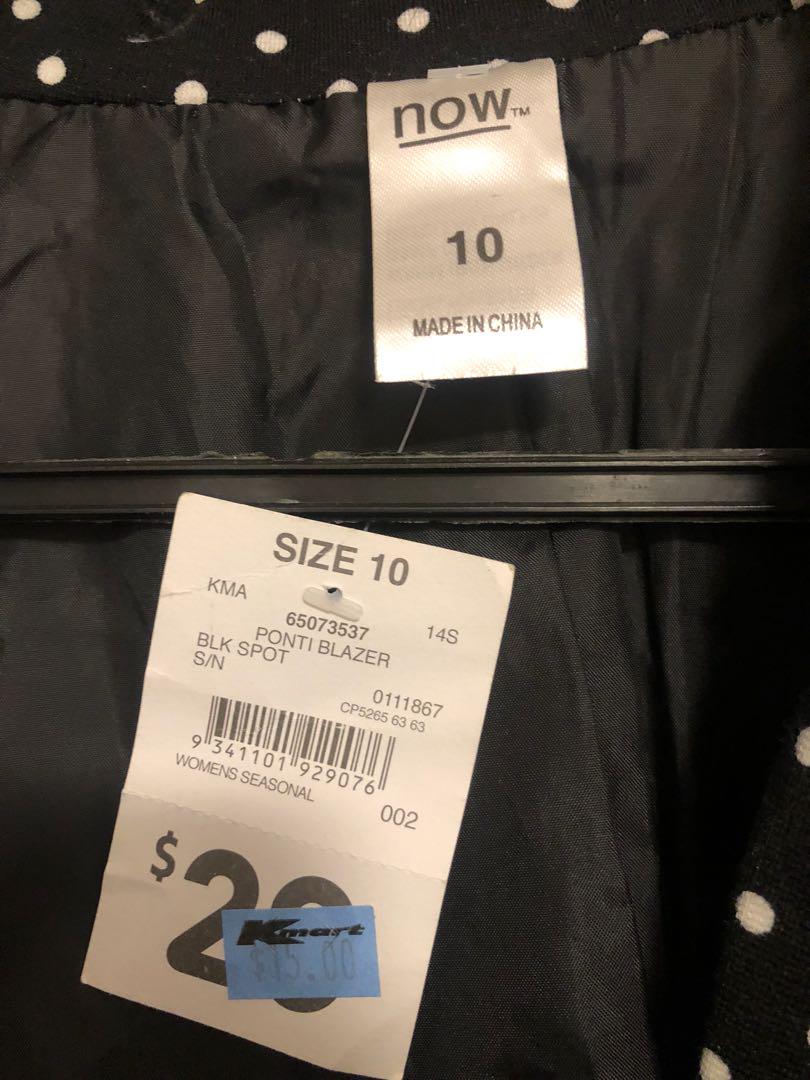 now™
10
MADE IN CHINA
SIZE 10
KMA
65073537
14S
PONTI BLAZER
BLK SPOT
S/N
0111867
CP5265 63 63
9 341101 929076
WOMENS SEASONAL
002
$2
Kmart
$15.00